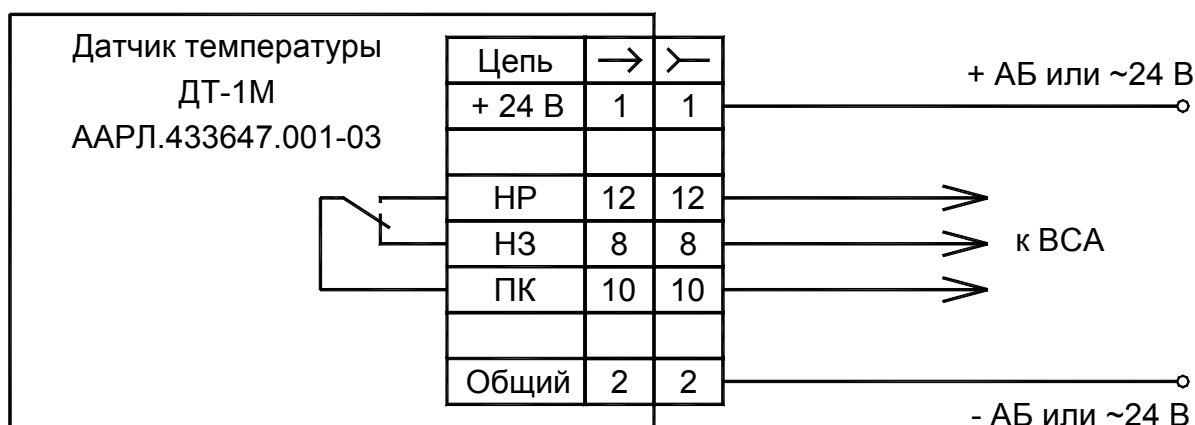 Датчик температуры
ДТ-1М
ААРЛ.433647.001-03
Цепь
+ 24 В 1 1
+ АБ или ~24 В
НР 12 12
НЗ 8 8
к ВСА
ПК 10 10
Общий 2 2
- АБ или ~24 В